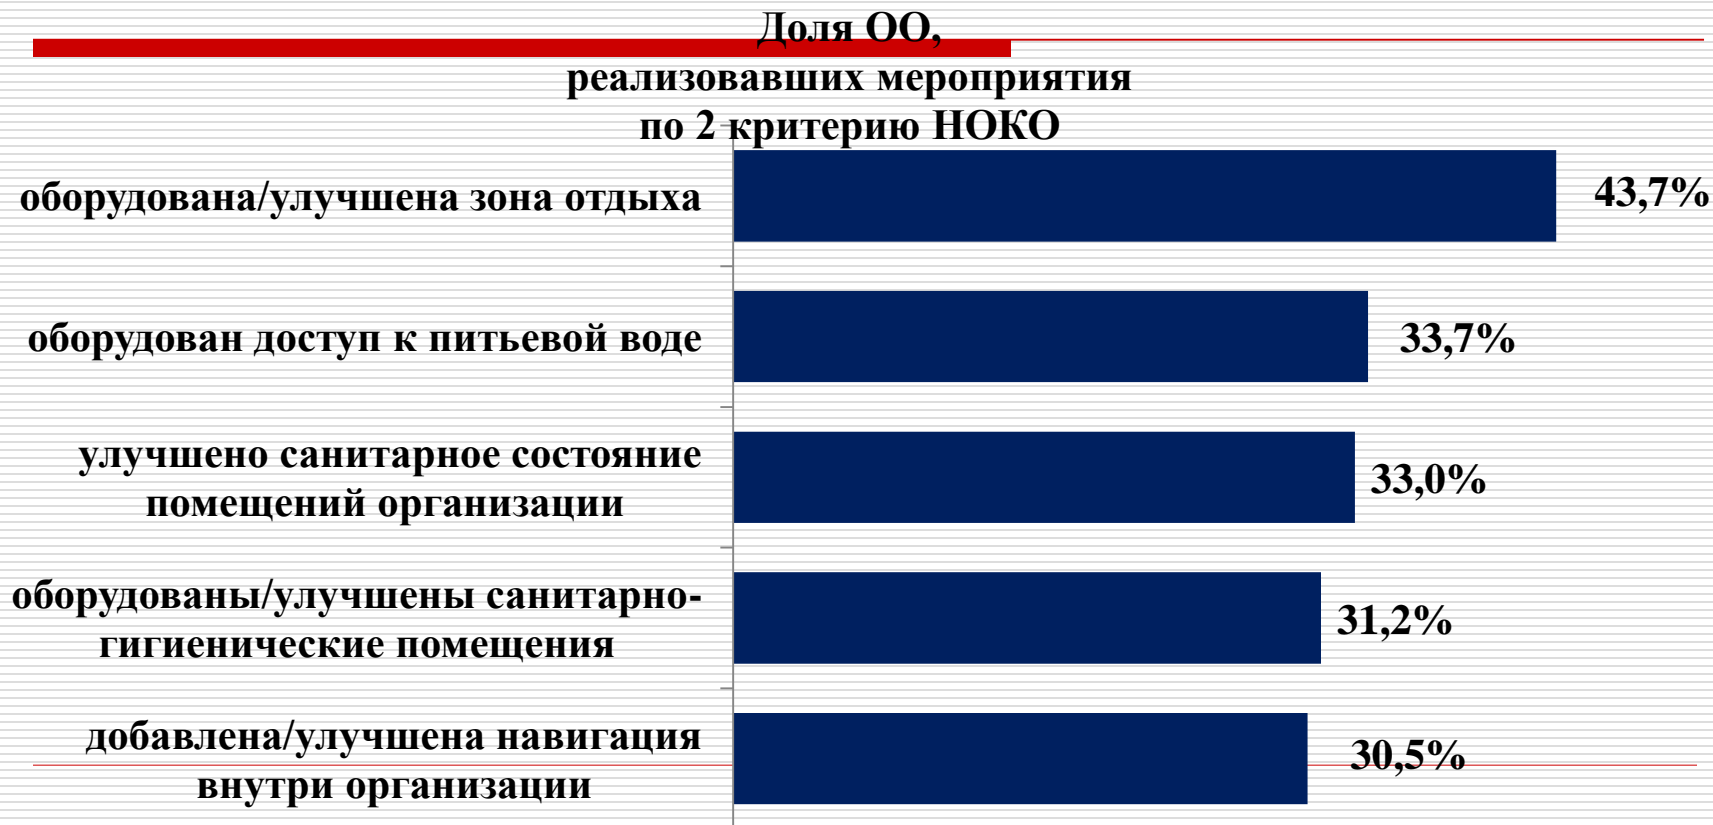 Доля ОО,
реализовавших мероприятия
по 2 критерию НОКО
оборудована/улучшена зона отдыха
43,7%
оборудован доступ к питьевой воде
33,7%
улучшено санитарное состояние
помещений организации
33,0%
оборудованы/улучшены санитарно-
гигиенические помещения
31,2%
добавлена/улучшена навигация
внутри организации
30,5%